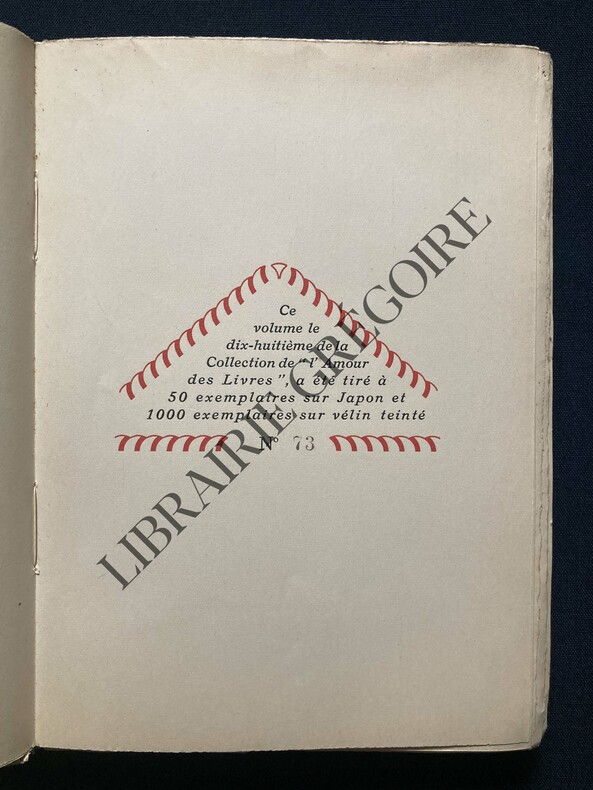 Ce
volume le
dix-huitième de la
Collection de “ l’ Amour
des Livres ”, a été tiré à
50 exemplaires sur Japon et
1000 exemplaires sur vélin teinté
N° 73
LIBRAIRIE GRÉGOIRE